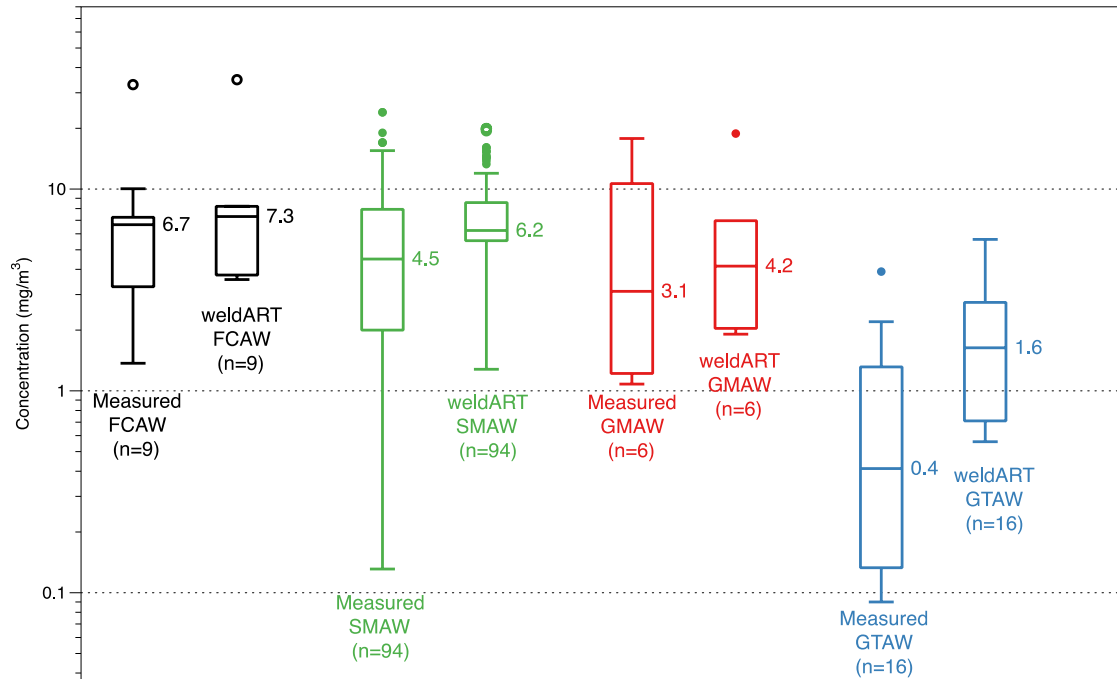 Concentration (mg/m³)
10
1
0.1
6.7
7.3
4.5
6.2
3.1
4.2
0.4
1.6
Measured
FCAW
(n=9)
weldART
FCAW
(n=9)
Measured
SMAW
(n=94)
weldART
SMAW
(n=94)
Measured
GMAW
(n=6)
weldART
GMAW
(n=6)
Measured
GTAW
(n=16)
weldART
GTAW
(n=16)